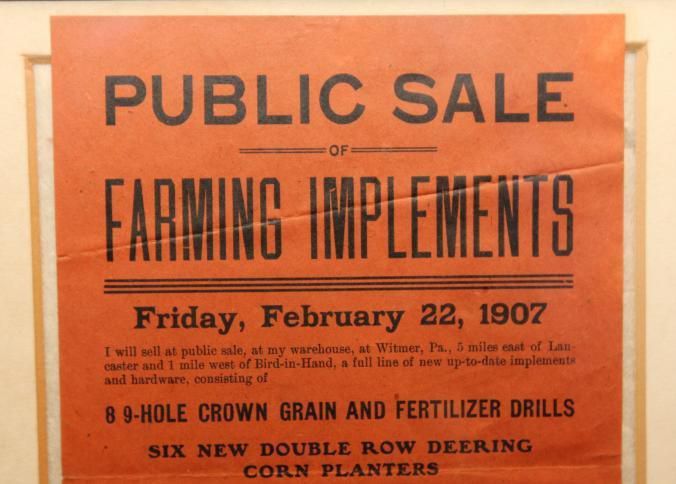 PUBLIC SALE
OF
FARMING IMPLEMENTS
Friday, February 22, 1907
I will sell at public sale, at my warehouse, at Witmer, Pa., 5 miles east of Lan-
caster and 1 mile west of Bird-in-Hand, a full line of new up-to-date implements
and hardware, consisting of
8 9-HOLE CROWN GRAIN AND FERTILIZER DRILLS
SIX NEW DOUBLE ROW DEERING
CORN PLANTERS